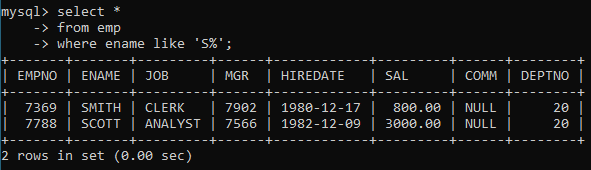 mysql> select *
    -> from emp
    -> where ename like 'S%';
+-------+-------+---------+------+------------+---------+------+--------+
| EMPNO | ENAME | JOB     | MGR  | HIREDATE   | SAL     | COMM | DEPTNO |
+-------+-------+---------+------+------------+---------+------+--------+
|  7369 | SMITH | CLERK   | 7902 | 1980-12-17 |  800.00 | NULL |     20 |
|  7788 | SCOTT | ANALYST | 7566 | 1982-12-09 | 3000.00 | NULL |     20 |
+-------+-------+---------+------+------------+---------+------+--------+
2 rows in set (0.00 sec)